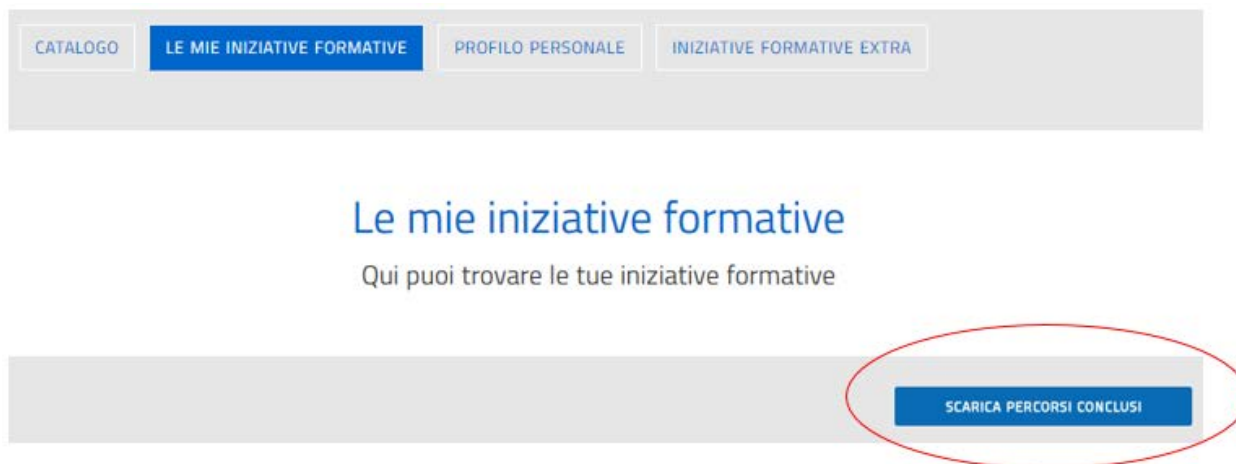 CATALOGO LE MIE INIZIATIVE FORMATIVE PROFILO PERSONALE INIZIATIVE FORMATIVE EXTRA
Le mie iniziative formative
Qui puoi trovare le tue iniziative formative
SCARICA PERCORSI CONCLUSI